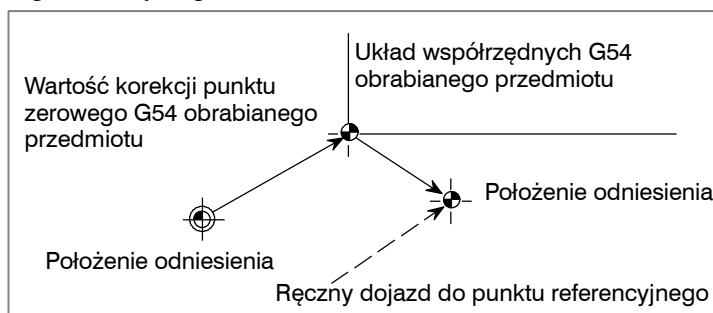 Układ współrzędnych G54
obrabianego przedmiotu
Wartość korekcji punktu
zerowego G54 obrabianego
przedmiotu
Położenie odniesienia
Położenie odniesienia
Ręczny dojazd do punktu referencyjnego